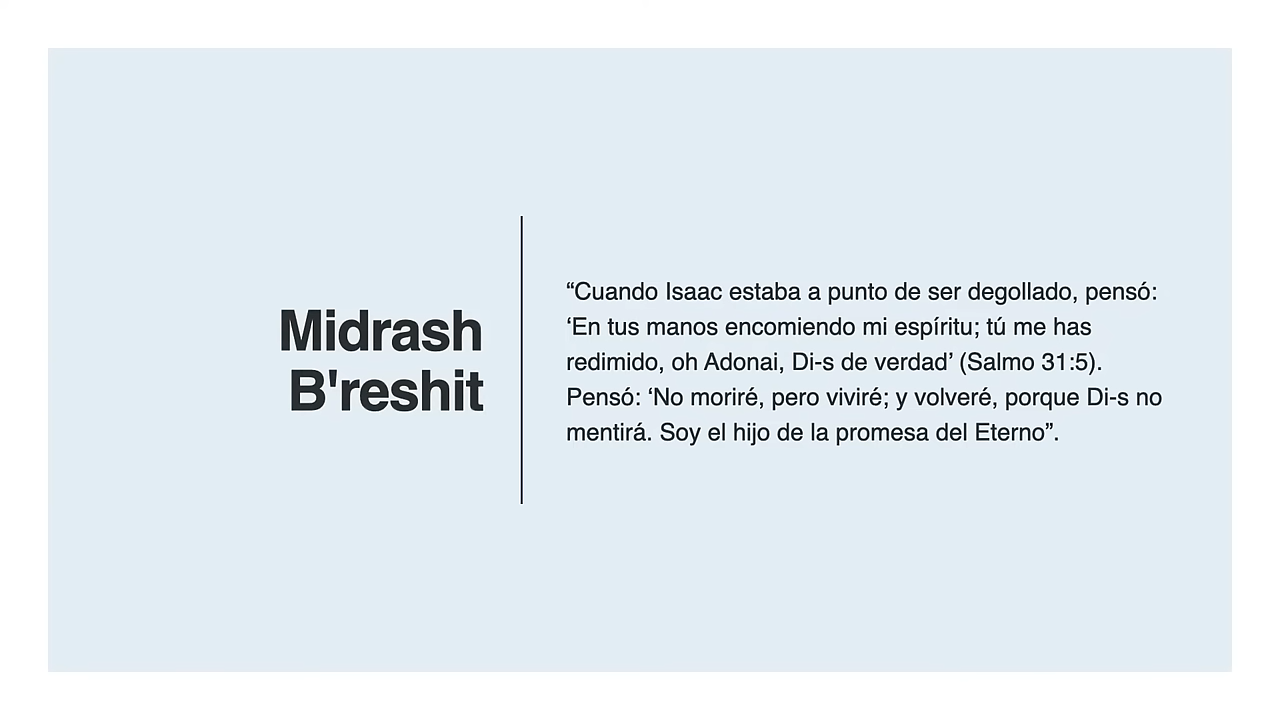 Midrash
B'reshit
“Cuando Isaac estaba a punto de ser degollado, pensó:
‘En tus manos encomiendo mi espíritu; tú me has
redimido, oh Adonai, Di-s de verdad’ (Salmo 31:5).
Pensó: ‘No moriré, pero viviré; y volveré, porque Di-s no
mentirá. Soy el hijo de la promesa del Eterno”.